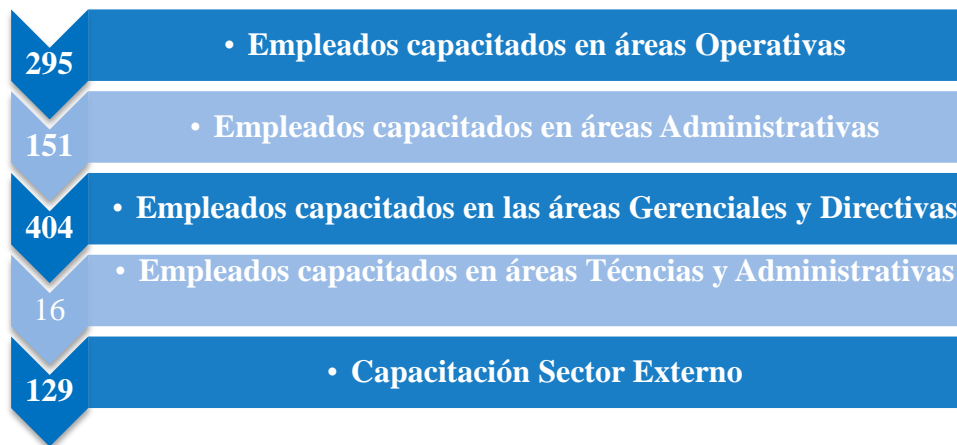 295
• Empleados capacitados en áreas Operativas
151
• Empleados capacitados en áreas Administrativas
404
• Empleados capacitados en las áreas Gerenciales y Directivas
16
• Empleados capacitados en áreas Técncias y Administrativas
129
• Capacitación Sector Externo